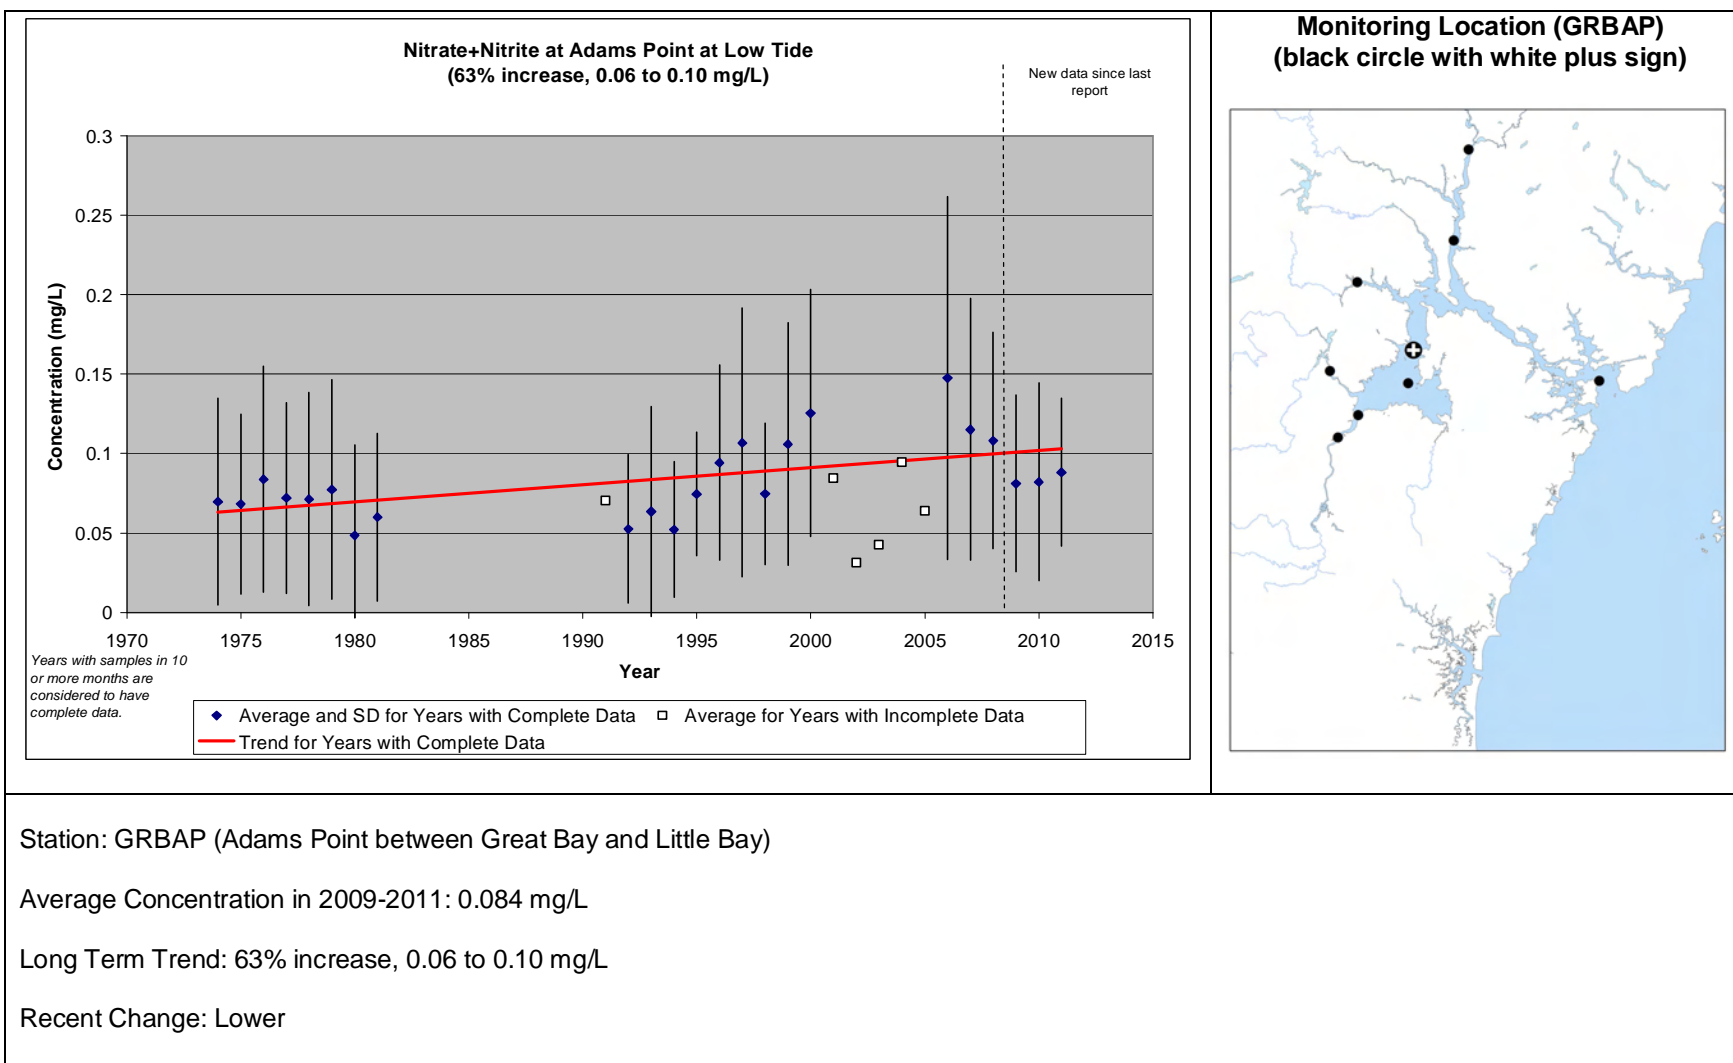 Nitrate+Nitrite at Adams Point at Low Tide
(63% increase, 0.06 to 0.10 mg/L)
New data since last
report
0.3
0.25
0.2
0.15
0.1
0.05
0
Concentration (mg/L)
1970 1975 1980 1985 1990 1995 2000 2005 2010 2015
Year
Years with samples in 10
or more months are
considered to have
complete data.
Average and SD for Years with Complete Data Average for Years with Incomplete Data
Trend for Years with Complete Data
Monitoring Location (GRBAP)
(black circle with white plus sign)
Station: GRBAP (Adams Point between Great Bay and Little Bay)
Average Concentration in 2009-2011: 0.084 mg/L
Long Term Trend: 63% increase, 0.06 to 0.10 mg/L
Recent Change: Lower